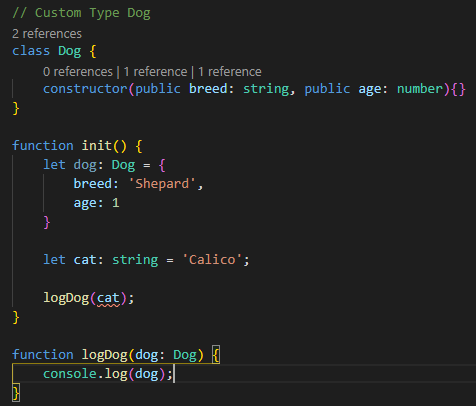 // Custom Type Dog
2 references
class Dog {
0 references | 1 reference | 1 reference
constructor(public breed: string, public age: number){}
}
function init() {
let dog: Dog = {
breed: 'Shepard',
age: 1
}
let cat: string = 'Calico';
logDog(cat);
}
function logDog(dog: Dog) {
console.log(dog);
}